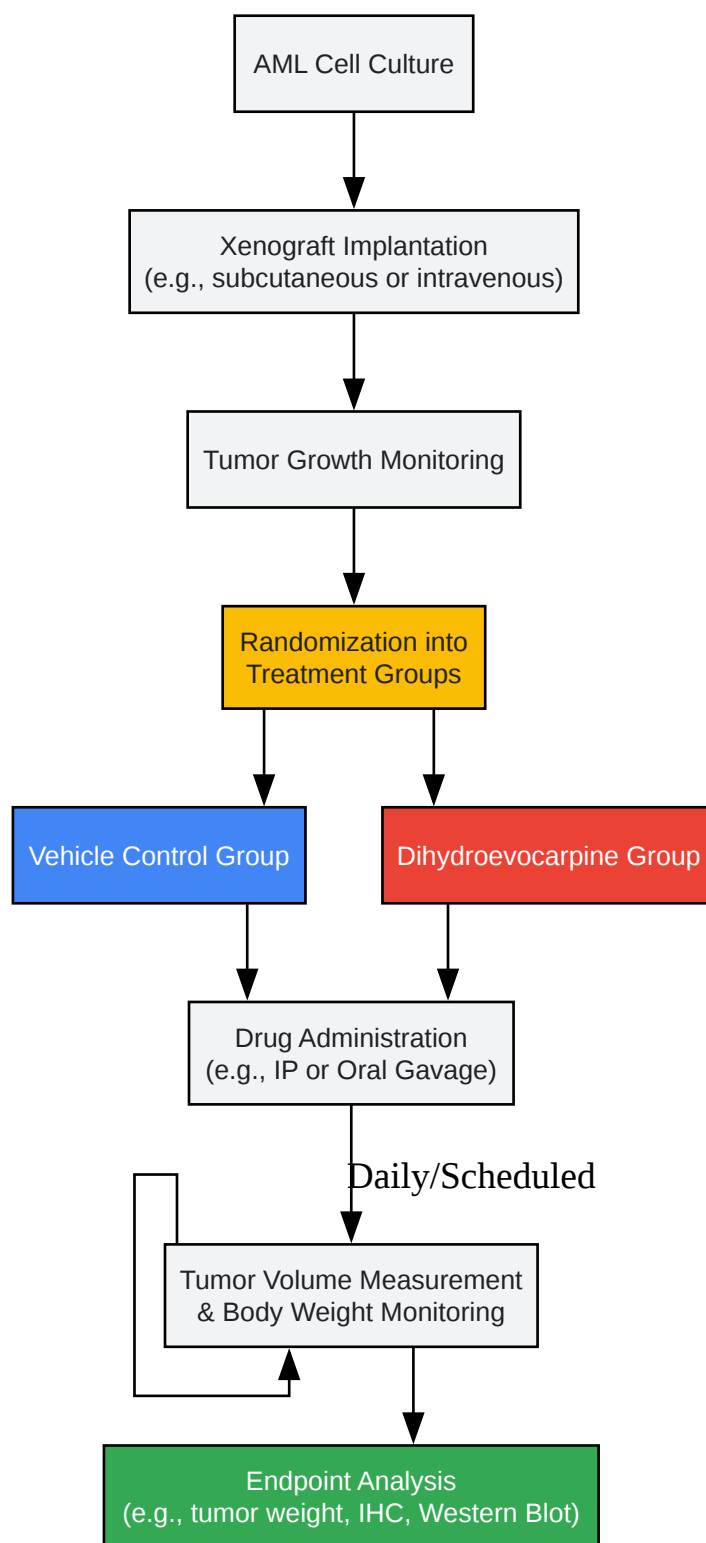 AML Cell Culture
Xenograft Implantation
(e.g., subcutaneous or intravenous)
Tumor Growth Monitoring
Randomization into
Treatment Groups
Vehicle Control Group
Dihydroevocarpine Group
Drug Administration
(e.g., IP or Oral Gavage)
Daily/Scheduled
Tumor Volume Measurement
& Body Weight Monitoring
Endpoint Analysis
(e.g., tumor weight, IHC, Western Blot)